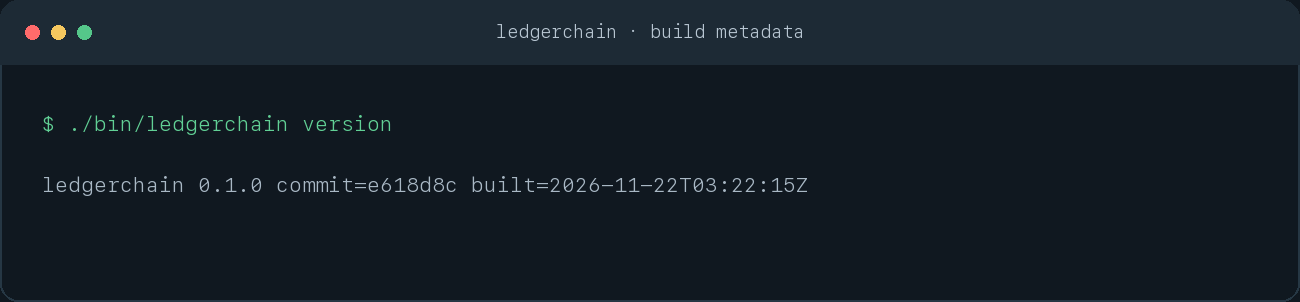 ledgerchain · build metadata
$ ./bin/ledgerchain version
ledgerchain 0.1.0 commit=e618d8c built=2026-11-22T03:22:15Z